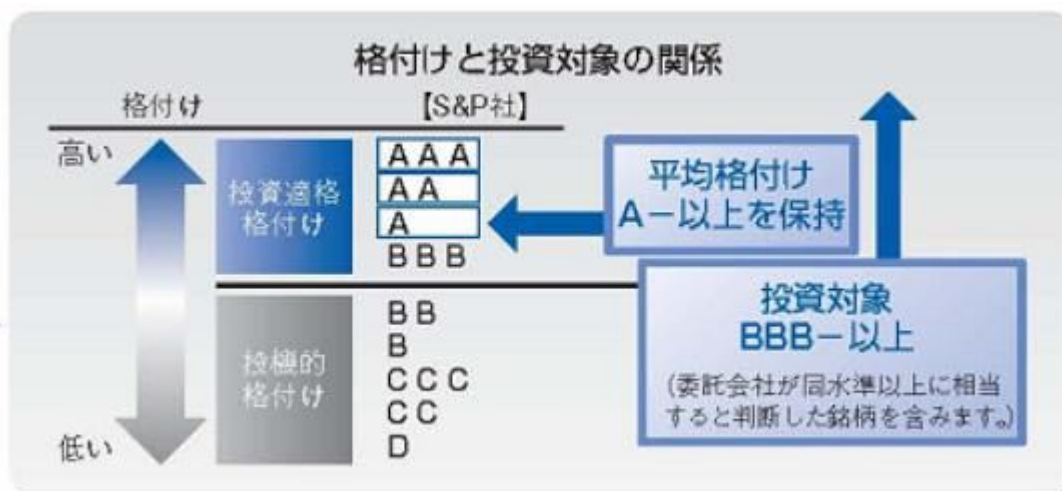 格付けと投資対象の関係
格付け 【S&P社】
高い
投資適格
格付け
AAA
AA
A
BBB
平均格付け
A－以上を保持
投機的
格付け
BB
B
CCC
CC
D
低い
投資対象
BBB－以上
(委託会社が同水準以上に相当
すると判断した銘柄を含みます。)